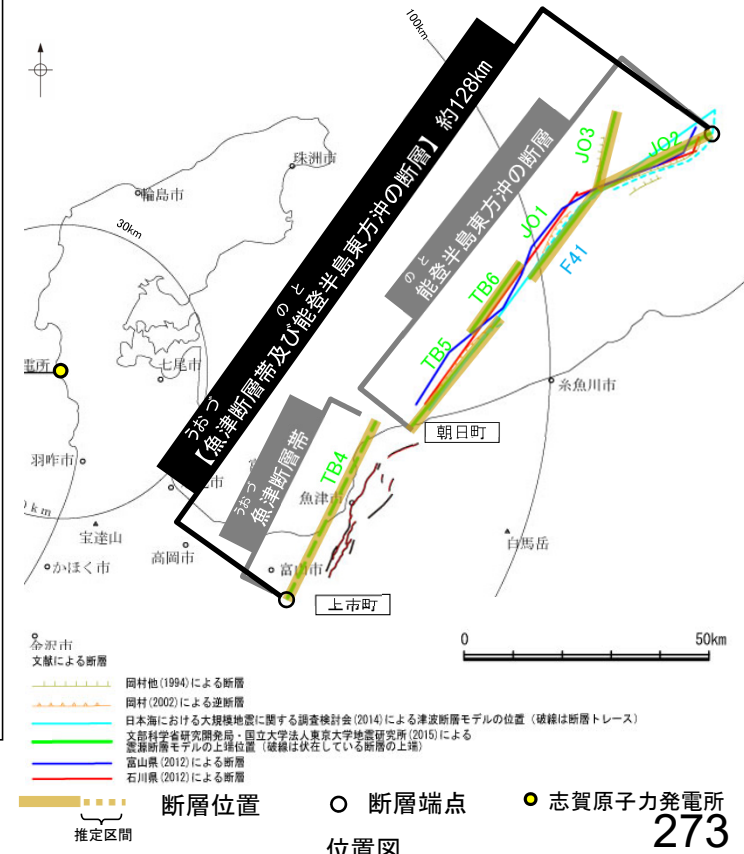 100km
のと
うおづ
【魚津断層帯及び能登半島東方沖の断層】 約128km
のと
能登半島東方沖の断層
うおづ
魚津断層帯
珠洲市
輪島市
30km
JO3
JO2
JO1
F41
TB6
TB5
TB4
七尾市
電所
糸魚川市
朝日町
羽咋市
魚津市
宝達山
高岡市
白馬岳
かほく市
富山市
上市町
金沢市
0
50km
文献による断層
岡村他(1994)による断層
岡村(2002)による逆断層
日本海における大規模地震に関する調査検討会(2014)による津波断層モデルの位置（破線は断層トレース）
文部科学省研究開発局・国立大学法人東京大学地震研究所(2015)による
震源断層モデルの上端位置（破線は伏在している断層の上端）
富山県(2012)による断層
石川県(2012)による断層
断層位置
断層端点
志賀原子力発電所
推定区間
位置図
273